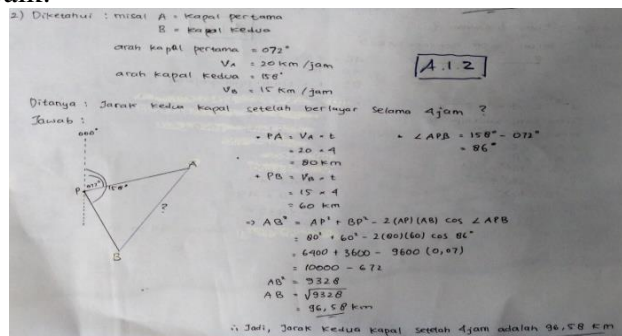 2) Diketahui : misal A = kapal pertama
B = kapal kedua
arah kapal pertama = 072°
VA = 20 km /jam
arah kapal kedua = 158°
VB = 15 km /jam
A.1.2
Ditanya : Jarak kedua kapal setelah berlayar selama 4jam ?
Jawab :
000°
P
072°
158°
A
?
B
• PA = VA × t
= 20 × 4
= 80 km
• PB = VB × t
= 15 × 4
= 60 km
• ∠ APB = 158° - 072°
= 86°
⇒ AB² = AP² + BP² - 2 (AP) (AB) cos ∠ APB
= 80² + 60² - 2 (80) (60) cos 86°
= 6400 + 3600 - 9600 (0,07)
= 10000 - 672
AB² = 9328
AB = √9328
= 96,58 km
∴ Jadi, Jarak kedua kapal setelah 4jam adalah 96,58 km